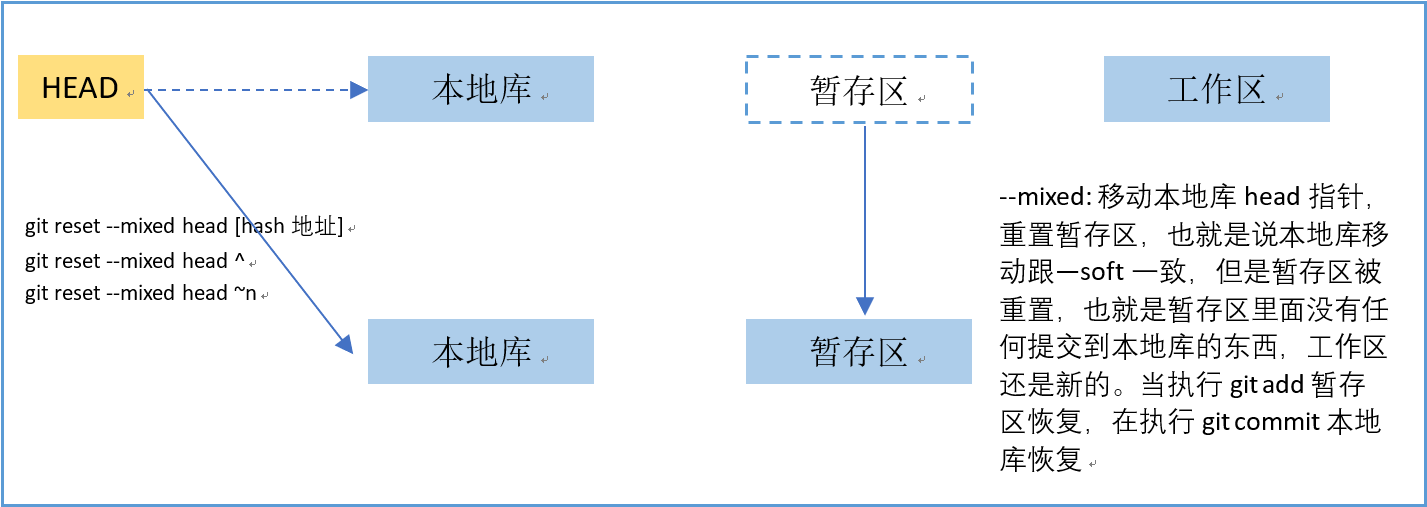 HEAD
本地库
暂存区
工作区
git reset --mixed head [hash 地址]
git reset --mixed head ^
git reset --mixed head ~n
本地库
暂存区
--mixed: 移动本地库 head 指针，
重置暂存区，也就是说本地库移
动跟—soft 一致，但是暂存区被
重置，也就是暂存区里面没有任
何提交到本地库的东西，工作区
还是新的。当执行 git add 暂存
区恢复，在执行 git commit 本地
库恢复